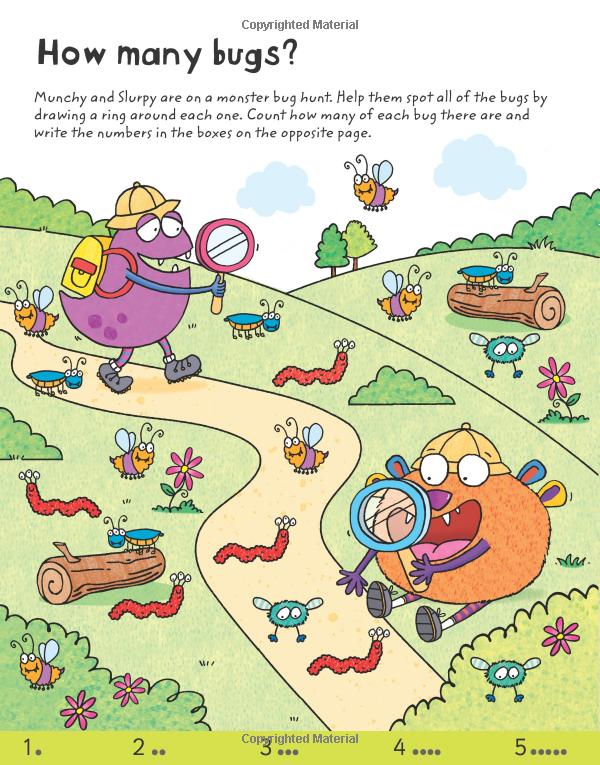 Copyrighted Material
How many bugs?
Munchy and Slurpy are on a monster bug hunt. Help them spot all of the bugs by
drawing a ring around each one. Count how many of each bug there are and
write the numbers in the boxes on the opposite page.
1. 2 3 4 5
Copyrighted Material